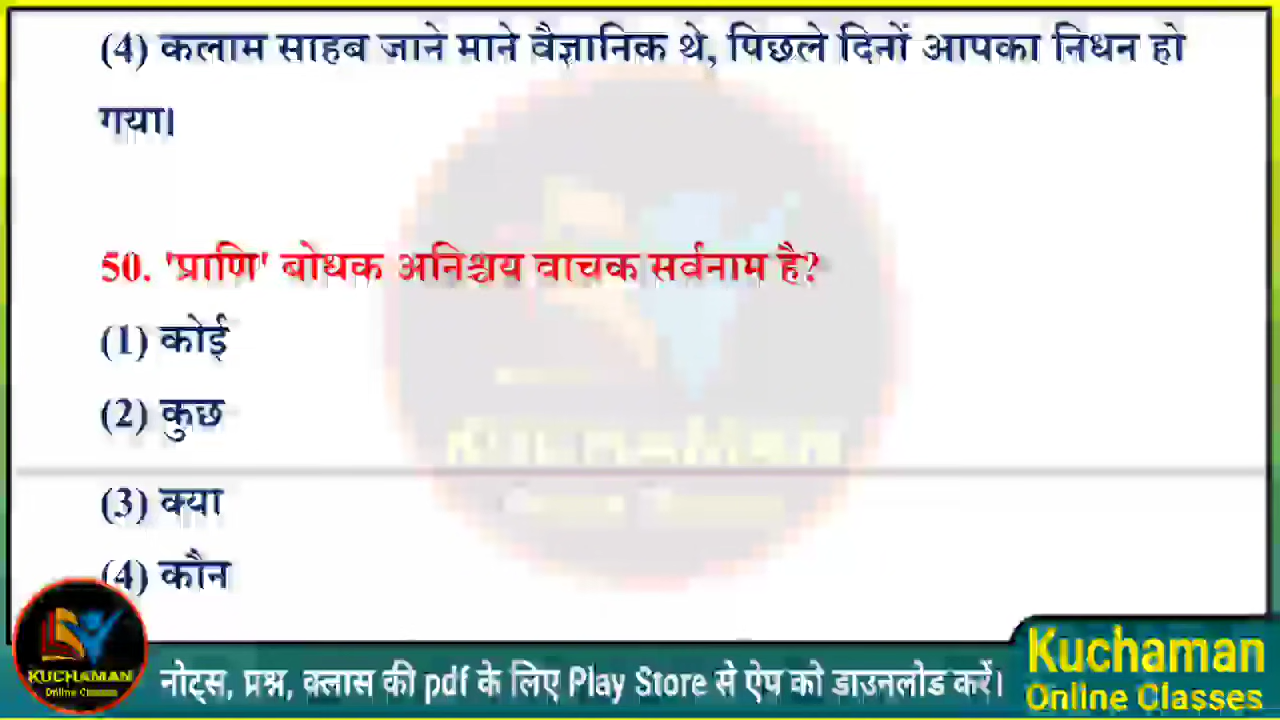 (4) कलाम साहब जाने माने वैज्ञानिक थे, पिछले दिनों आपका निधन हो
गया।
50. 'प्राणि' बोधक अनिश्चय वाचक सर्वनाम है?
(1) कोई
(2) कुछ
(3) क्या
(4) कौन
KUCHAMAN
Online Classes
नोट्स, प्रश्न, क्लास की pdf के लिए Play Store से ऐप को डाउनलोड करें।
Kuchaman
Online Classes